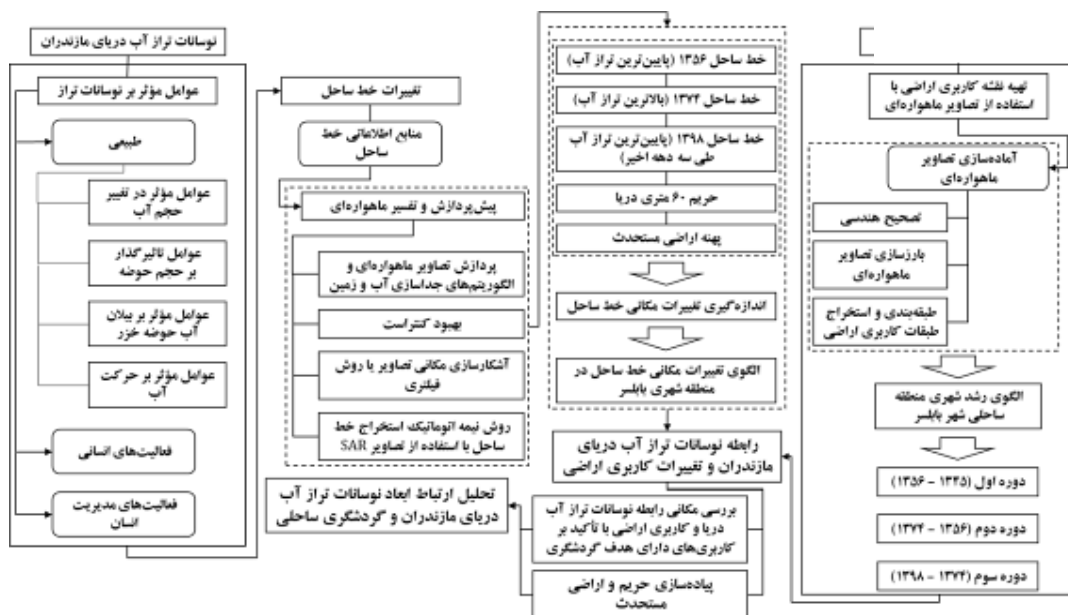 نوسانات تراز آب دریای مازندران
عوامل مؤثر بر نوسانات تراز
طبیعی
عوامل مؤثر در تغییر
حجم آب
عوامل تاثیرگذار
بر حجم حوضه
عوامل مؤثر بر بیلان
آب حوضه خزر
عوامل مؤثر بر حرکت
آب
فعالیت‌های انسانی
فعالیت‌های مدیریت
انسان
تغییرات خط ساحل
منابع اطلاعاتی خط
ساحل
پیش‌پردازش و تفسیر ماهواره‌ای
پردازش تصاویر ماهواره‌ای و
الگوریتم‌های جداسازی آب و زمین
بهبود کنتراست
آشکارسازی مکانی تصاویر با روش
فیلتری
روش نیمه اتوماتیک استخراج خط
ساحل با استفاده از تصاویر SAR
خط ساحل ۱۳۵۶ (پایین‌ترین تراز آب)
خط ساحل ۱۳۷۴ (بالاترین تراز آب)
خط ساحل ۱۳۹۸ (پایین‌ترین تراز آب
طی سه دهه اخیر)
حریم ۶۰ متری دریا
پهنه اراضی مستحدث
اندازه‌گیری تغییرات مکانی خط ساحل
الگوی تغییرات مکانی خط ساحل در
منطقه شهری بابلسر
رابطه نوسانات تراز آب دریای
مازندران و تغییرات کاربری اراضی
بررسی مکانی رابطه نوسانات تراز آب
دریا و کاربری اراضی با تأکید بر
کاربری‌های دارای هدف گردشگری
پیاده‌سازی حریم و اراضی
مستحدث
تحلیل ارتباط ابعاد نوسانات تراز آب
دریای مازندران و گردشگری ساحلی
تهیه نقشه کاربری اراضی با
استفاده از تصاویر ماهواره‌ای
آماده‌سازی تصاویر
ماهواره‌ای
تصحیح هندسی
بارزسازی تصاویر
ماهواره‌ای
طبقه‌بندی و استخراج
طبقات کاربری اراضی
الگوی رشد شهری منطقه
ساحلی شهر بابلسر
دوره اول (۱۳۴۵ - ۱۳۵۶)
دوره دوم (۱۳۵۶ - ۱۳۷۴)
دوره سوم (۱۳۷۴ - ۱۳۹۸)